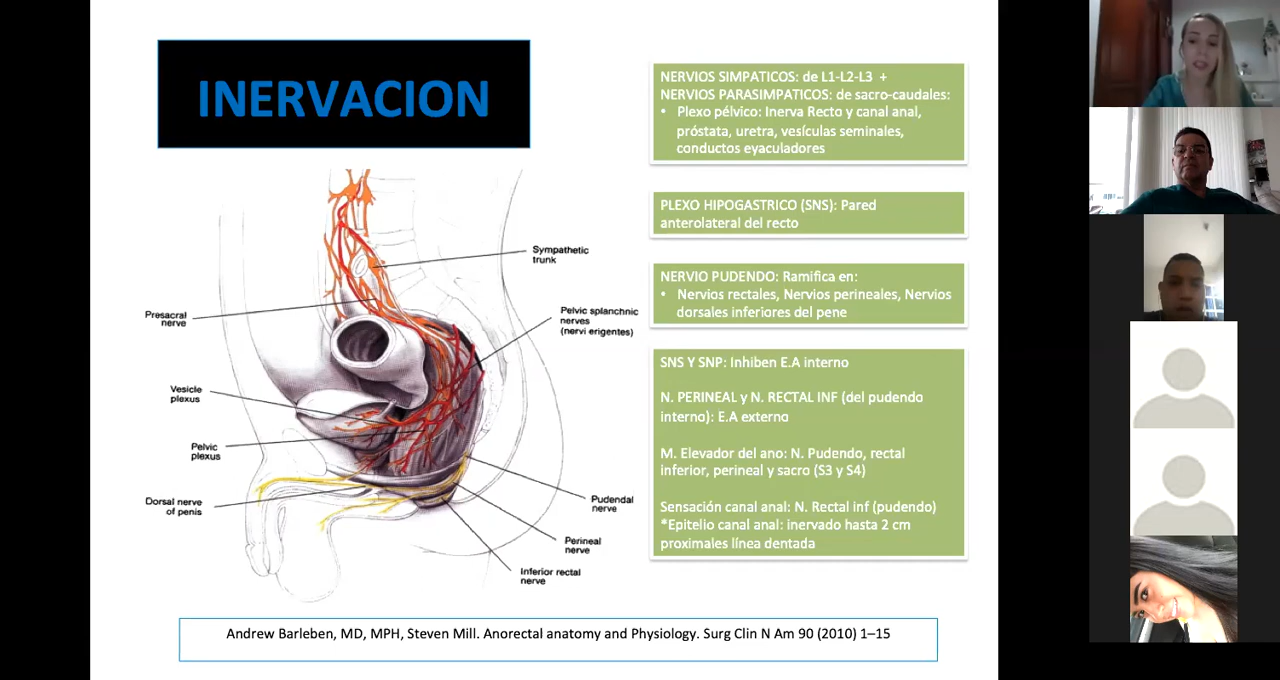 INERVACION
NERVIOS SIMPATICOS: de L1-L2-L3 +
NERVIOS PARASIMPATICOS: de sacro-caudales:
• Plexo pélvico: Inerva Recto y canal anal,
próstata, uretra, vesículas seminales,
conductos eyaculadores
PLEXO HIPOGASTRICO (SNS): Pared
anterolateral del recto
NERVIO PUDENDO: Ramifica en:
• Nervios rectales, Nervios perineales, Nervios
dorsales inferiores del pene
SNS Y SNP: Inhiben E.A interno
N. PERINEAL y N. RECTAL INF (del pudendo
interno): E.A externo
M. Elevador del ano: N. Pudendo, rectal
inferior, perineal y sacro (S3 y S4)
Sensación canal anal: N. Rectal inf (pudendo)
*Epitelio canal anal: inervado hasta 2 cm
proximales línea dentada
Sympathetic
trunk
Pelvic splanchnic
nerves
(nervi erigentes)
Presacral
nerve
Vesicle
plexus
Pelvic
plexus
Dorsal nerve
of penis
Pudendal
nerve
Perineal
nerve
Inferior rectal
nerve
Andrew Barleben, MD, MPH, Steven Mill. Anorectal anatomy and Physiology. Surg Clin N Am 90 (2010) 1–15